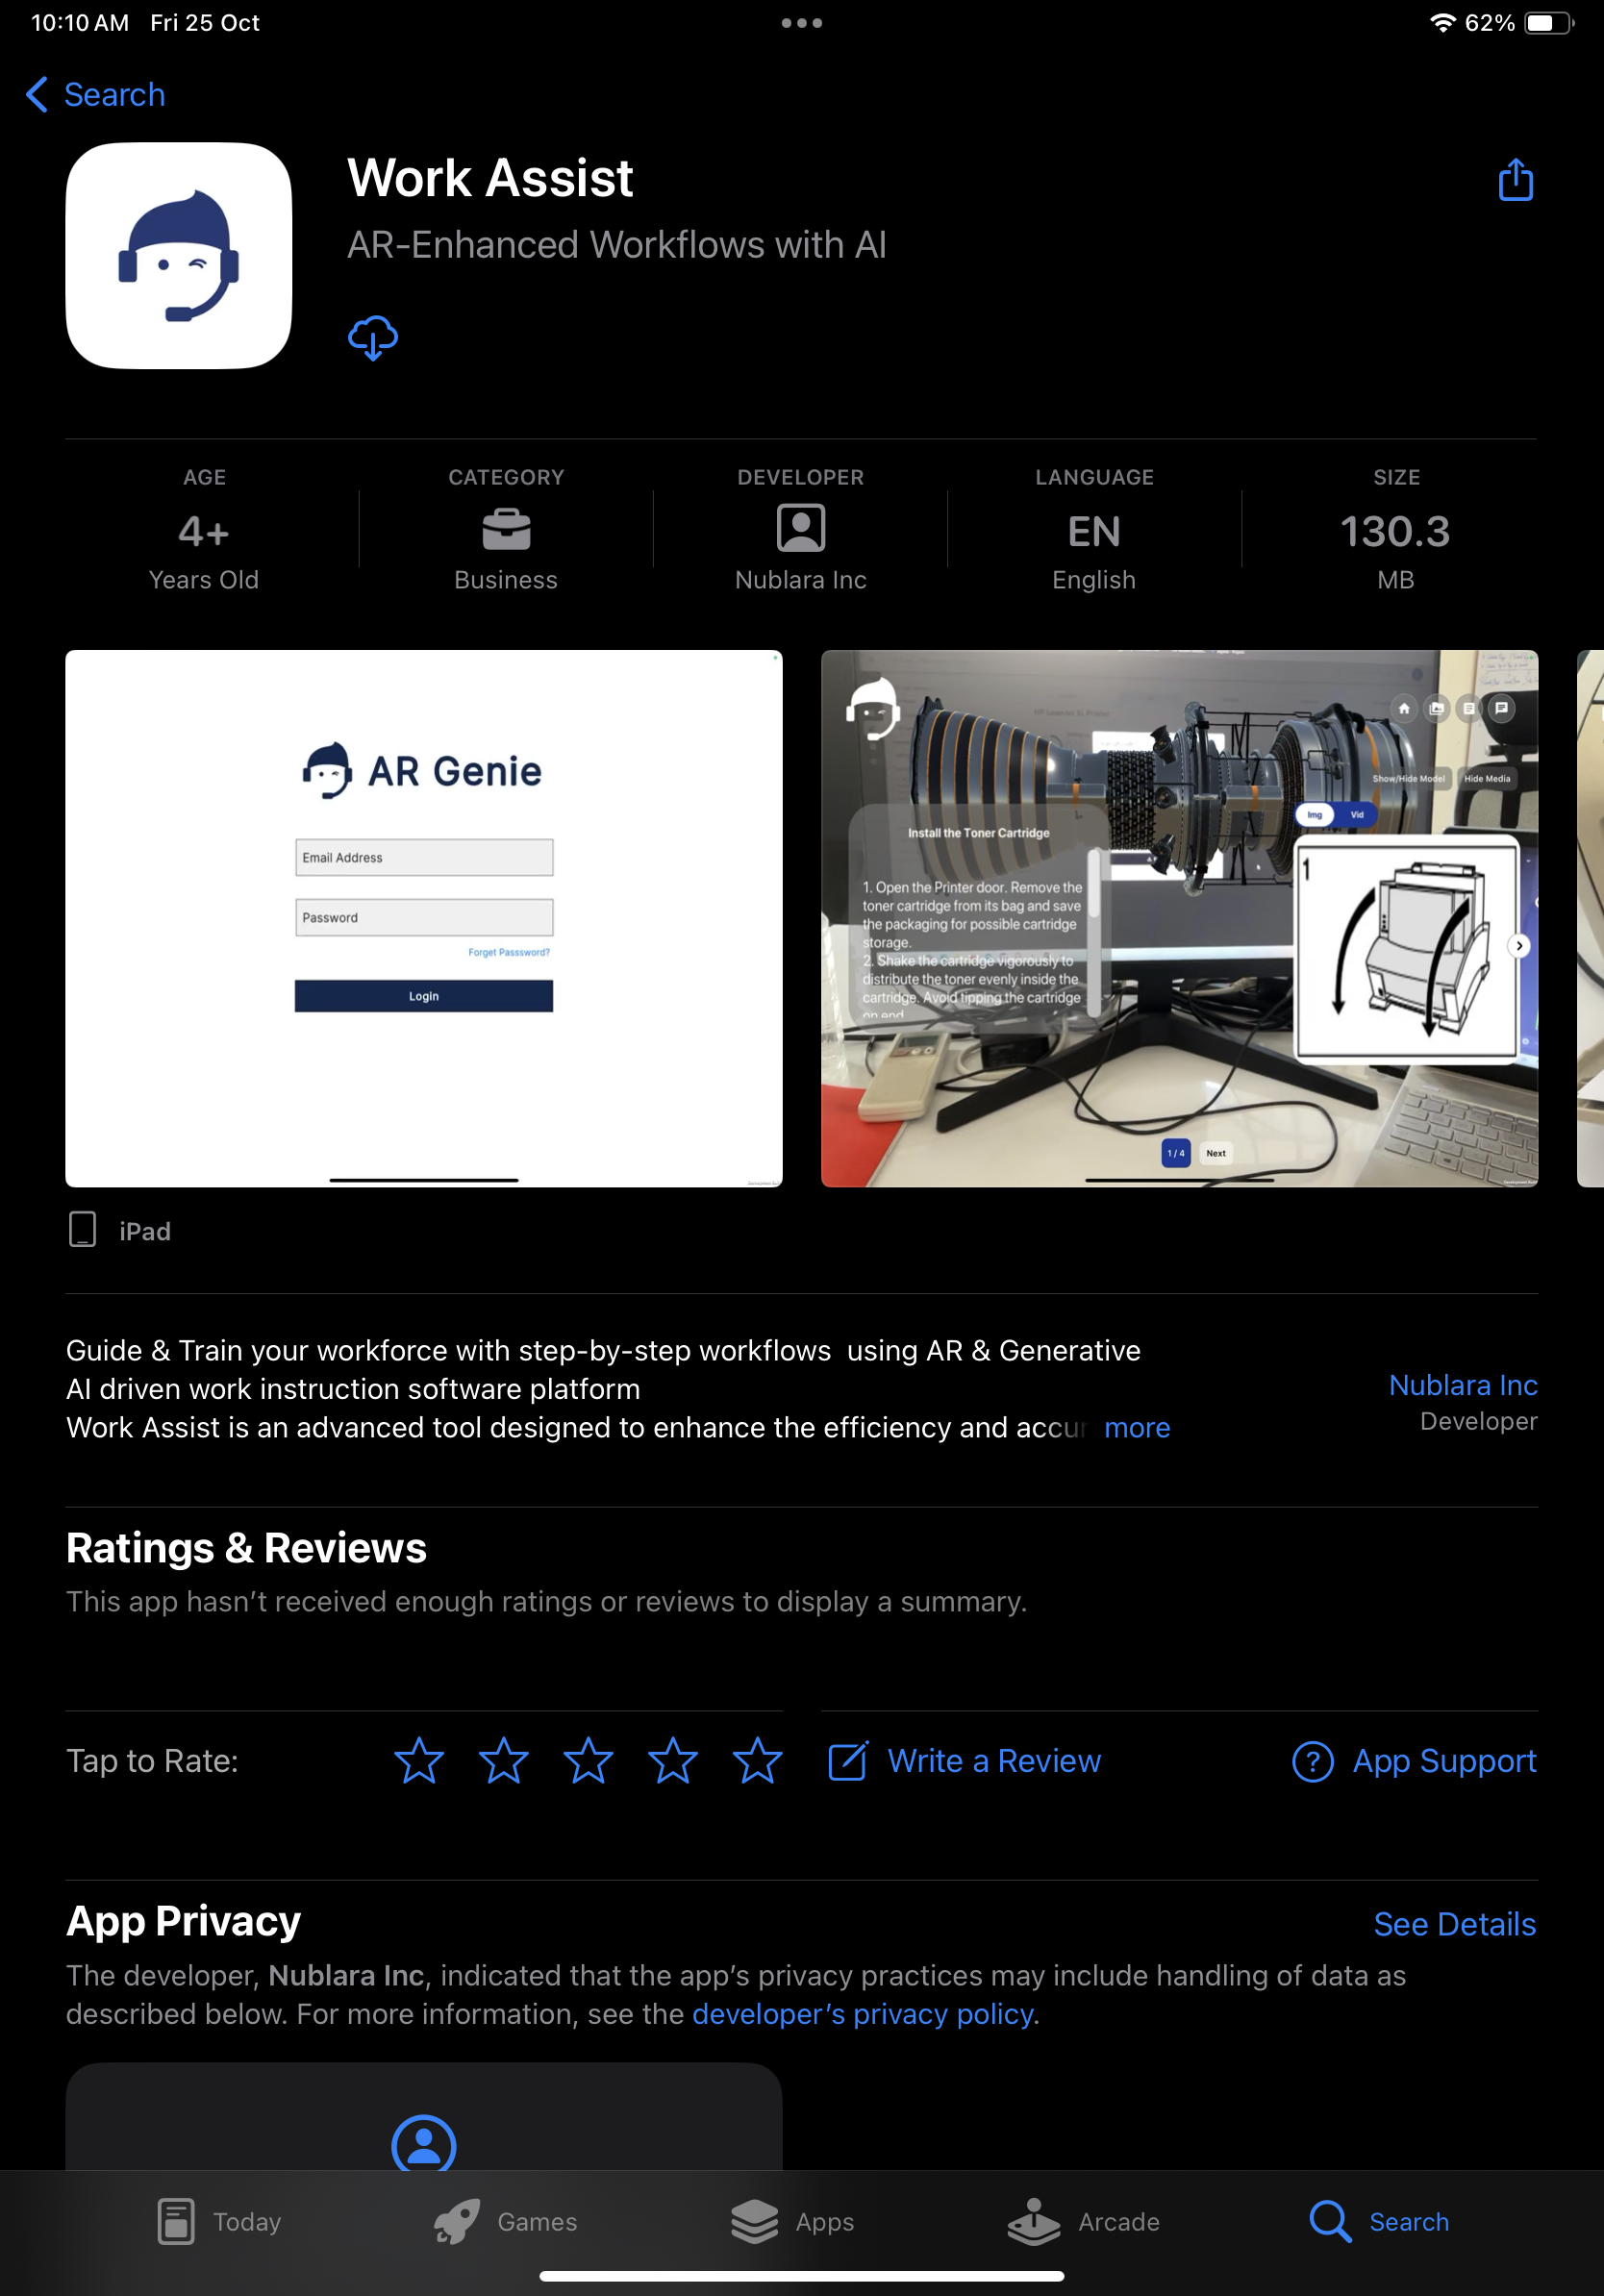 10:10 AM Fri 25 Oct
62%
Search
Work Assist
AR-Enhanced Workflows with AI
AGE
4+
Years Old
CATEGORY
Business
DEVELOPER
Nublara Inc
LANGUAGE
EN
English
SIZE
130.3
MB
AR Genie
Email Address
Password
Forget Passsword?
Login
Show/Hide Model
Hide Media
Img
Vid
Install the Toner Cartridge
1. Open the Printer door. Remove the
toner cartridge from its bag and save
the packaging for possible cartridge
storage.
2. Shake the cartridge vigorously to
distribute the toner evenly inside the
cartridge. Avoid tipping the cartridge
on end
1
1 / 4
Next
iPad
Guide & Train your workforce with step-by-step workflows  using AR & Generative
AI driven work instruction software platform
Work Assist is an advanced tool designed to enhance the efficiency and accur more
Nublara Inc
Developer
Ratings & Reviews
This app hasn't received enough ratings or reviews to display a summary.
Tap to Rate:
Write a Review
App Support
App Privacy
See Details
The developer, Nublara Inc, indicated that the app's privacy practices may include handling of data as
described below. For more information, see the developer's privacy policy.
Today
Games
Apps
Arcade
Search